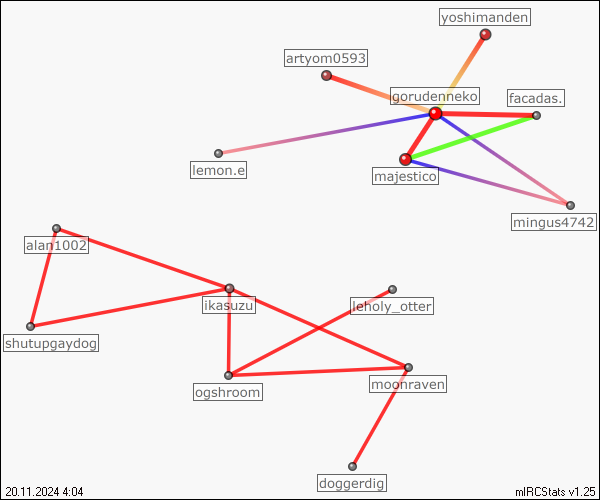 yoshimanden
artyom0593
gorudenneko
facadas.
lemon.e
majestico
mingus4742
alan1002
ikasuzu
leholy_otter
shutupgaydog
ogshroom
moonraven
doggerdig
20.11.2024 4:04
mIRCStats v1.25